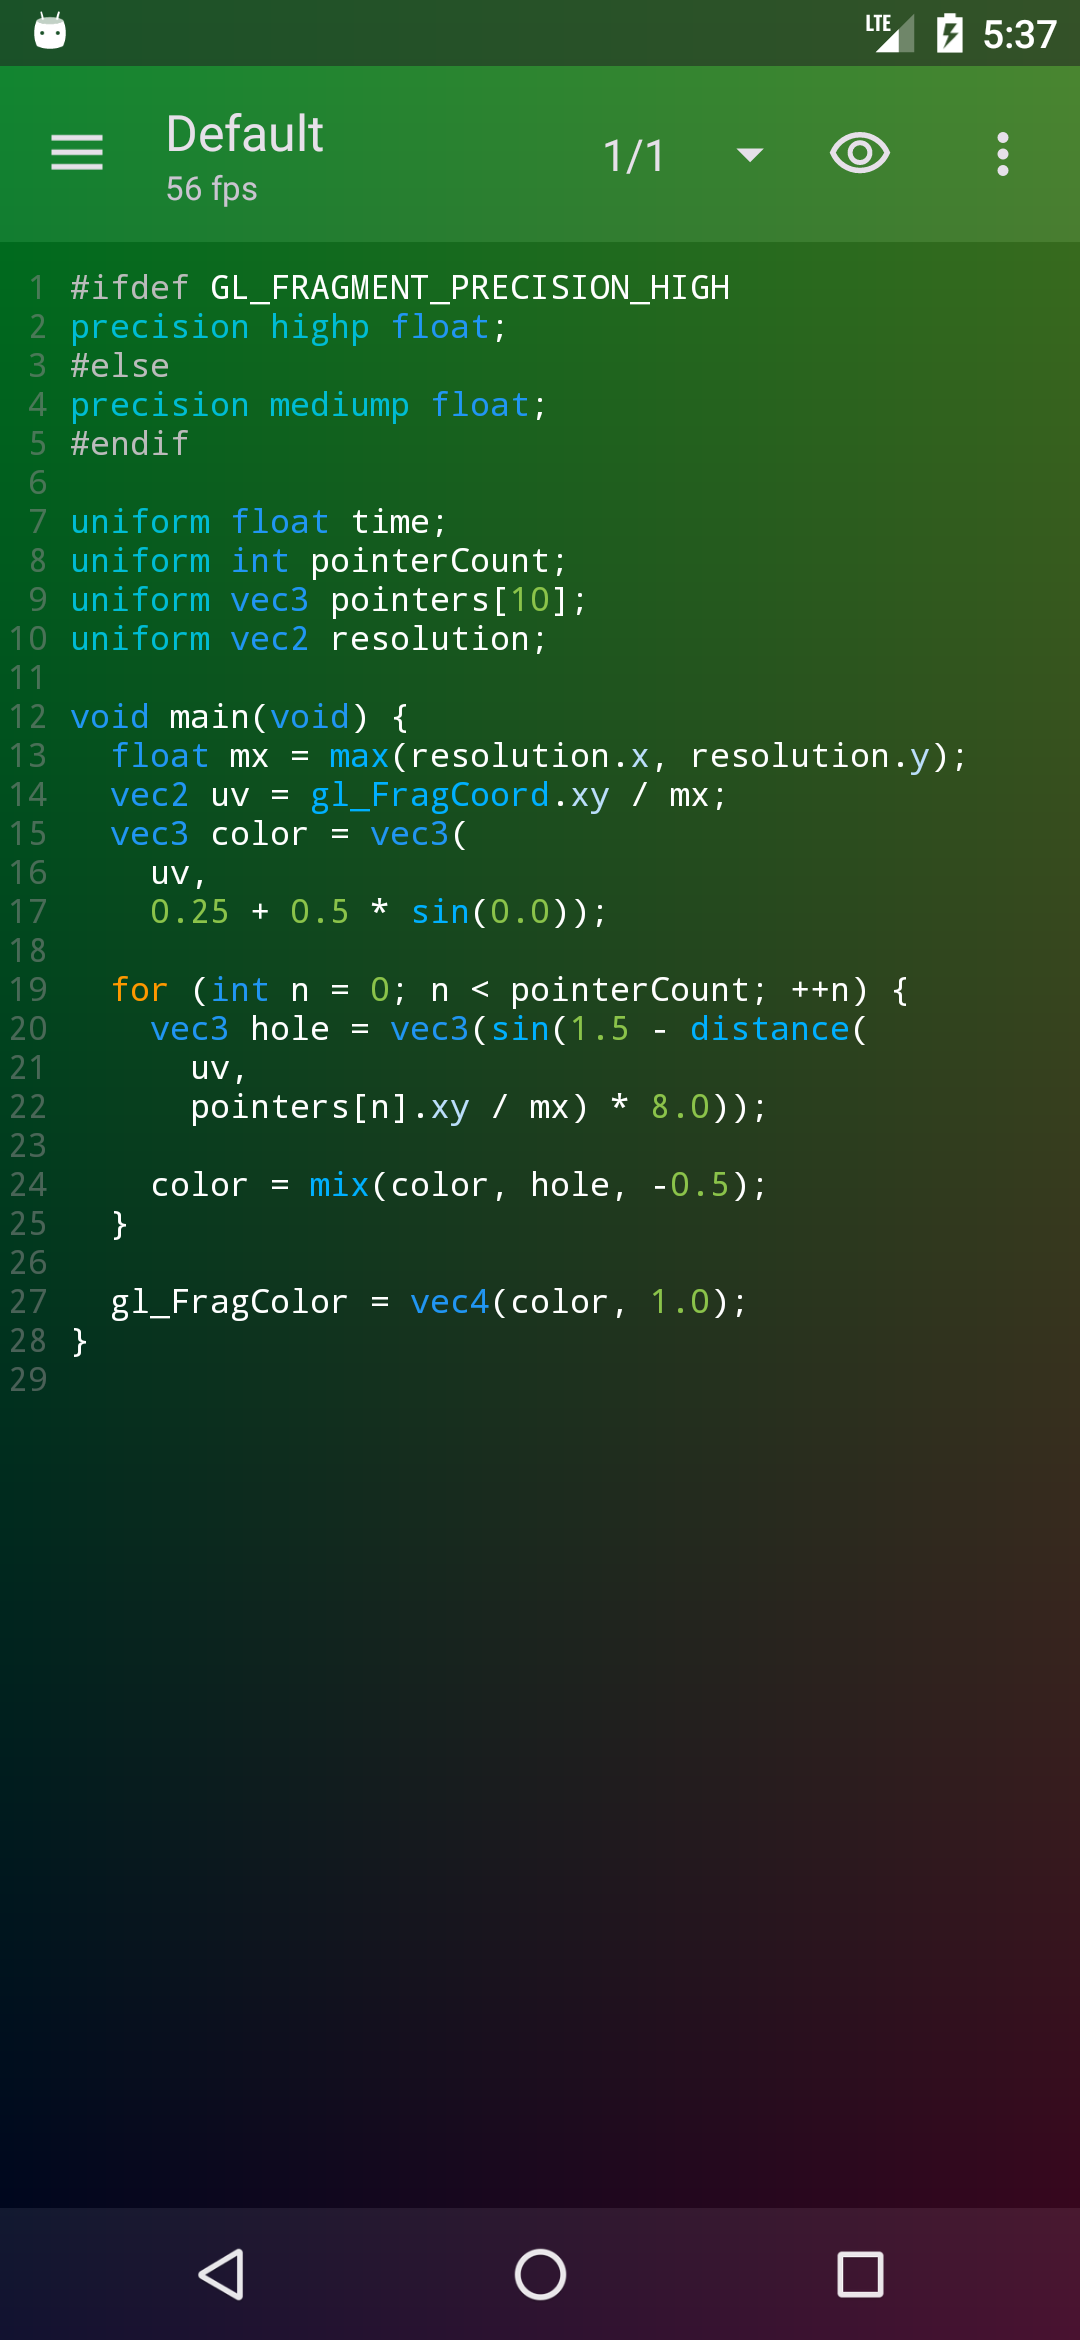 LTE 5:37
Default 1/1
56 fps
1 #ifdef GL_FRAGMENT_PRECISION_HIGH
2 precision highp float;
3 #else
4 precision mediump float;
5 #endif
6
7 uniform float time;
8 uniform int pointerCount;
9 uniform vec3 pointers[10];
10 uniform vec2 resolution;
11
12 void main(void) {
13   float mx = max(resolution.x, resolution.y);
14   vec2 uv = gl_FragCoord.xy / mx;
15   vec3 color = vec3(
16     uv,
17     0.25 + 0.5 * sin(0.0));
18
19   for (int n = 0; n < pointerCount; ++n) {
20     vec3 hole = vec3(sin(1.5 - distance(
21       uv,
22       pointers[n].xy / mx) * 8.0));
23
24     color = mix(color, hole, -0.5);
25   }
26
27   gl_FragColor = vec4(color, 1.0);
28 }
29